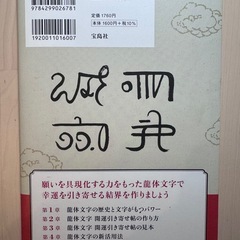 9784299026781
1920011016007
定価 1760円
本体 1600円+税10%
宝島社
願いを具現化する力をもった龍体文字で
幸運を引き寄せる結界を作りましょう
第1章 龍体文字の歴史と文字がもつパワー
第2章 龍体文字 開運引き寄せ帖の作り方
第3章 龍体文字 開運引き寄せ帖の見本
第4章 龍体文字の新活用法